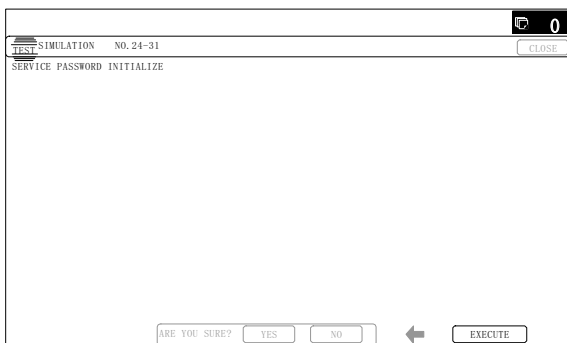 0
TEST SIMULATION NO.24-31
CLOSE
SERVICE PASSWORD INITIALIZE
ARE YOU SURE? YES NO EXECUTE